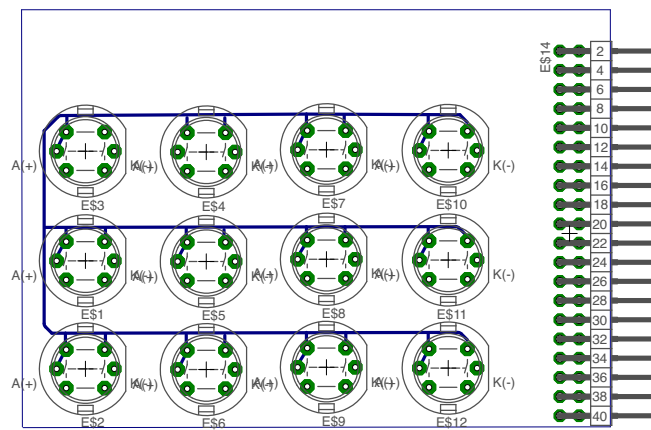 E$14
2
4
6
8
10
12
14
16
18
20
22
24
26
28
30
32
34
36
38
40
A(+) K(-) A(+) K(-) A(+) K(-) A(+) K(-)
E$3 E$4 E$7 E$10
A(+) K(-) A(+) K(-) A(+) K(-) A(+) K(-)
E$1 E$5 E$8 E$11
A(+) K(-) A(+) K(-) A(+) K(-) A(+) K(-)
E$2 E$6 E$9 E$12